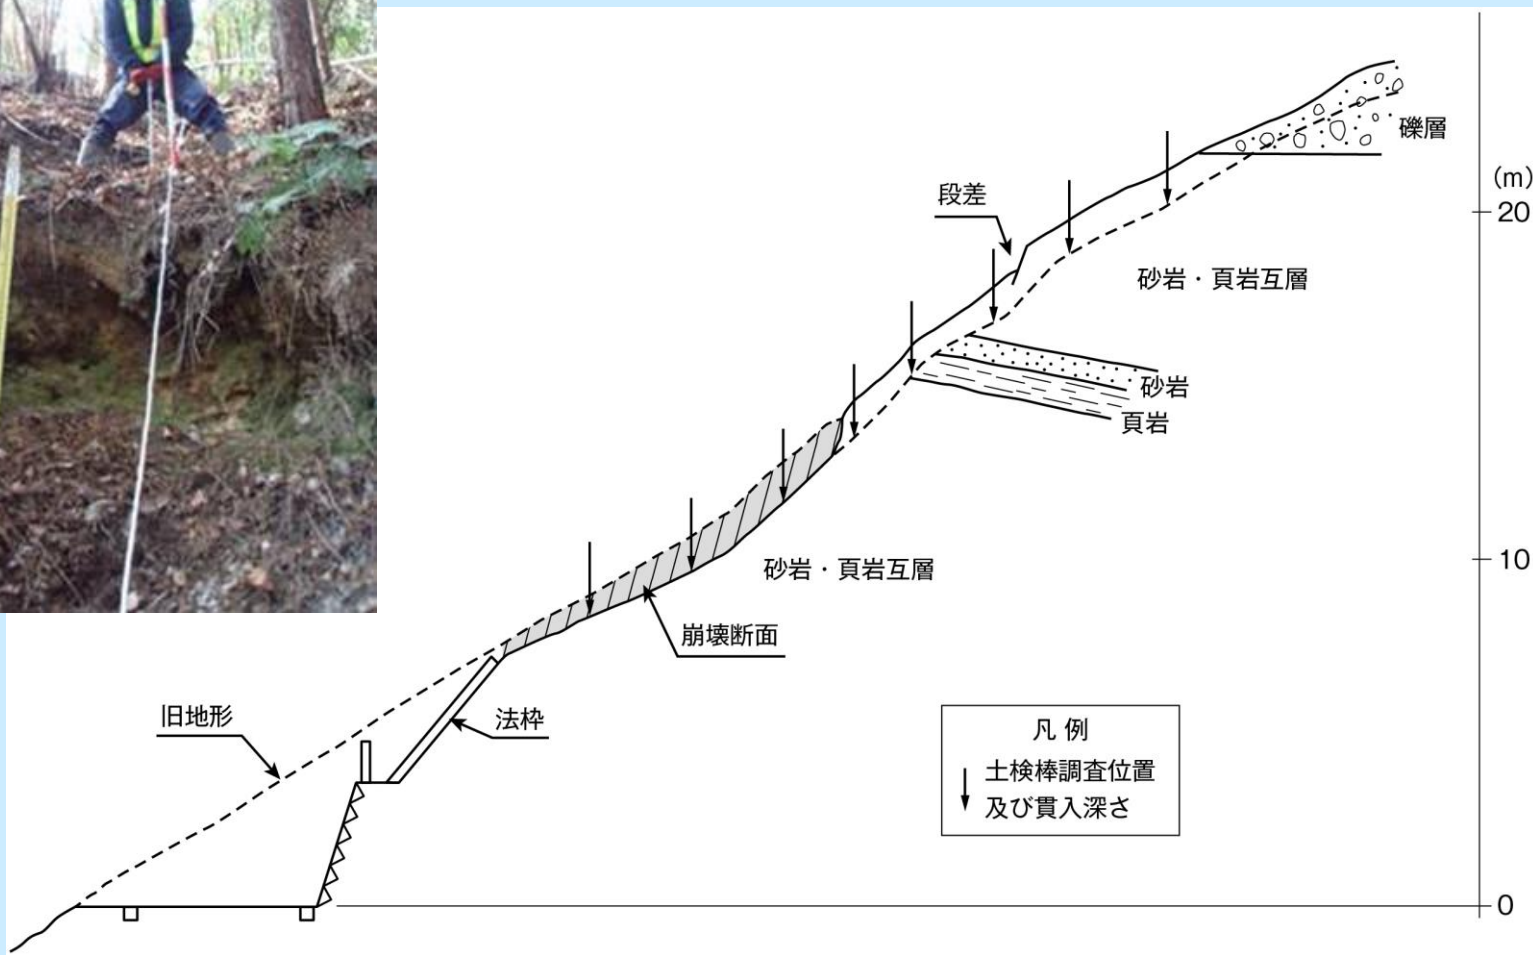 礫層
(m)
20
段差
砂岩・頁岩互層
砂岩
頁岩
10
砂岩・頁岩互層
崩壊断面
旧地形
法枠
凡 例
土検棒調査位置
及び貫入深さ
0